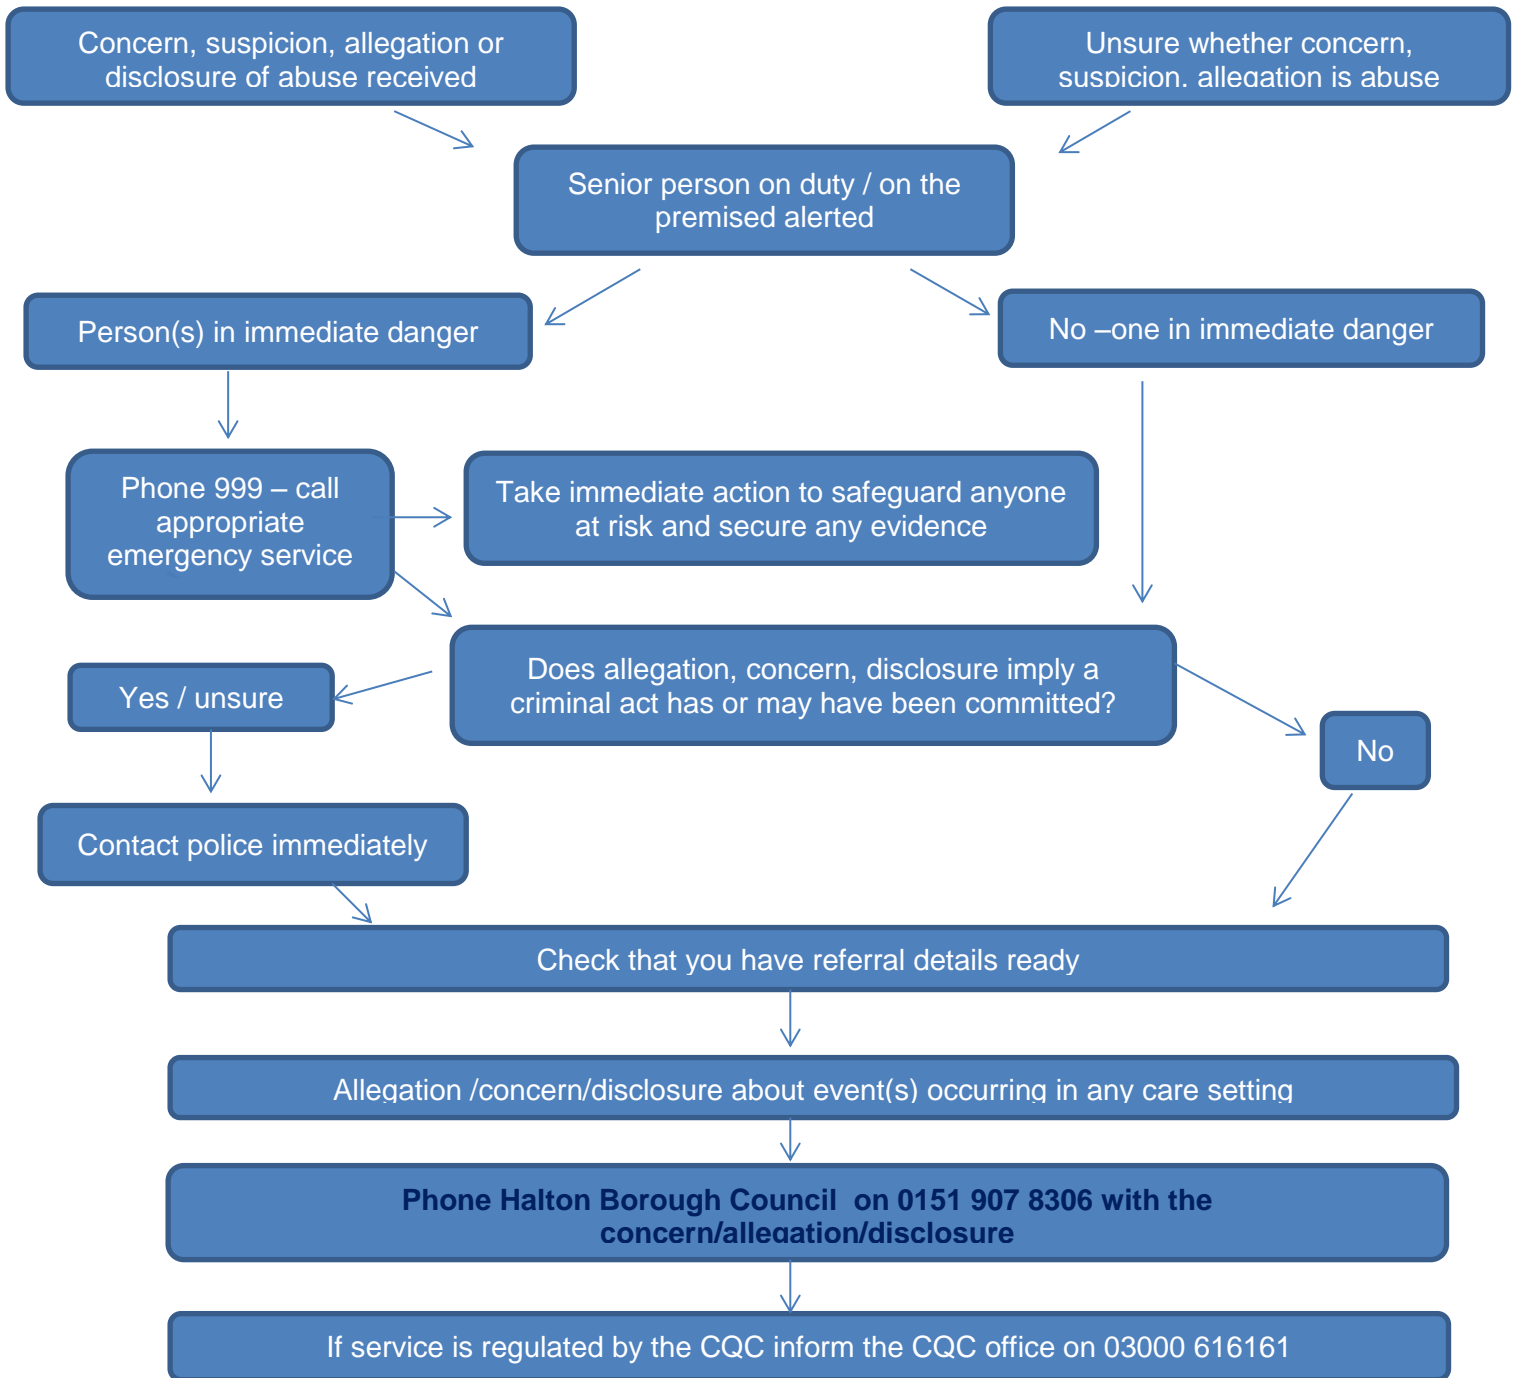 Concern, suspicion, allegation or
disclosure of abuse received
Unsure whether concern,
suspicion, allegation is abuse
Senior person on duty / on the
premised alerted
Person(s) in immediate danger
No –one in immediate danger
Phone 999 – call
appropriate
emergency service
Take immediate action to safeguard anyone
at risk and secure any evidence
Does allegation, concern, disclosure imply a
criminal act has or may have been committed?
Yes / unsure
No
Contact police immediately
Check that you have referral details ready
Allegation /concern/disclosure about event(s) occurring in any care setting
Phone Halton Borough Council  on 0151 907 8306 with the
concern/allegation/disclosure
If service is regulated by the CQC inform the CQC office on 03000 616161